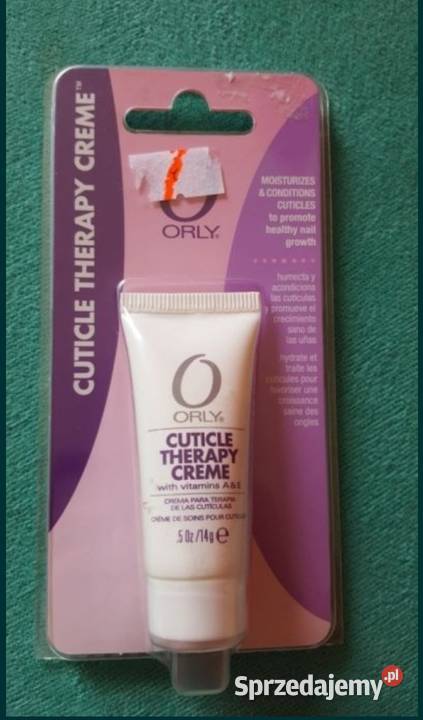 CUTICLE THERAPY CREME™
ORLY®
MOISTURIZES
& CONDITIONS
CUTICLES
to promote
healthy nail
growth
humecta y
acondiciona
las cutículas
y promueve el
crecimiento
sano de
las uñas
hydrate et
traite les
cuticules pour
favoriser une
croissance
saine des
ongles
ORLY®
CUTICLE
THERAPY
CREME
with vitamins A & E
CREMA PARA TERAPIA
DE LAS CUTÍCULAS
CRÈME DE SOINS POUR CUTICULES
.5 Oz/14g e
Sprzedajemy.pl